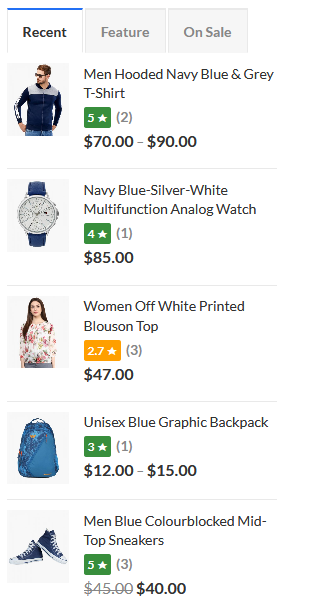 Recent Feature On Sale
Men Hooded Navy Blue & Grey
T-Shirt
5 ★ (2)
$70.00 – $90.00
Navy Blue-Silver-White
Multifunction Analog Watch
4 ★ (1)
$85.00
Women Off White Printed
Blouson Top
2.7 ★ (3)
$47.00
Unisex Blue Graphic Backpack
3 ★ (1)
$12.00 – $15.00
Men Blue Colourblocked Mid-
Top Sneakers
5 ★ (3)
$45.00 $40.00